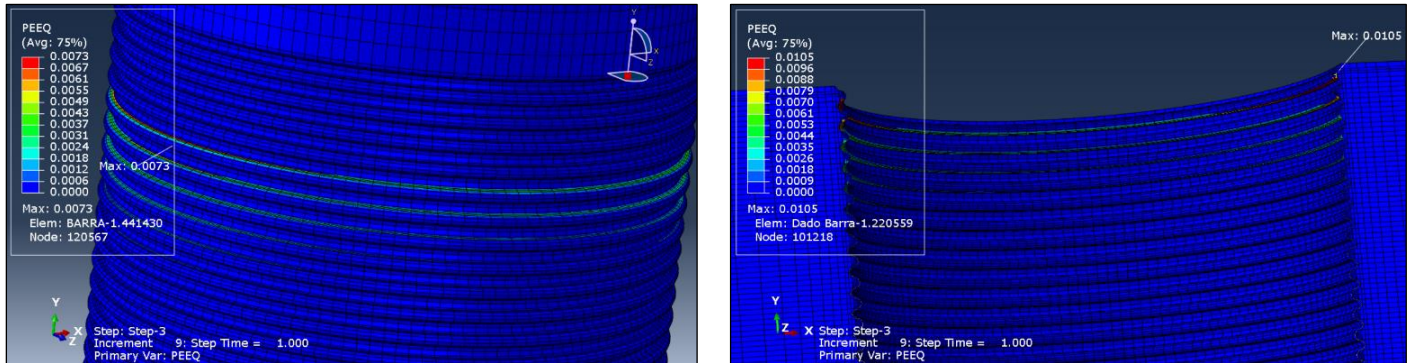 PEEQ
(Avg: 75%)
0.0073
0.0067
0.0061
0.0055
0.0049
0.0043
0.0037
0.0031
0.0024
0.0018
0.0012
0.0006
0.0000
Max: 0.0073
Elem: BARRA-1.441430
Node: 120567
Max: 0.0073
Y
X
Z
Y
X
Z
Step: Step-3
Increment 9: Step Time = 1.000
Primary Var: PEEQ
PEEQ
(Avg: 75%)
0.0105
0.0096
0.0088
0.0079
0.0070
0.0061
0.0053
0.0044
0.0035
0.0026
0.0018
0.0009
0.0000
Max: 0.0105
Elem: Dado Barra-1.220559
Node: 101218
Max: 0.0105
Y
Z
X
Step: Step-3
Increment 9: Step Time = 1.000
Primary Var: PEEQ